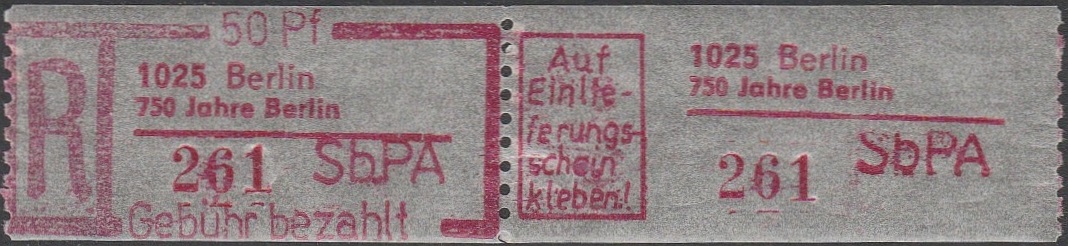 R
50 Pf
1025 Berlin
750 Jahre Berlin
261 SbPA
Gebühr bezahlt
Auf
Einlie-
ferungs-
schein
kleben!
1025 Berlin
750 Jahre Berlin
261 SbPA